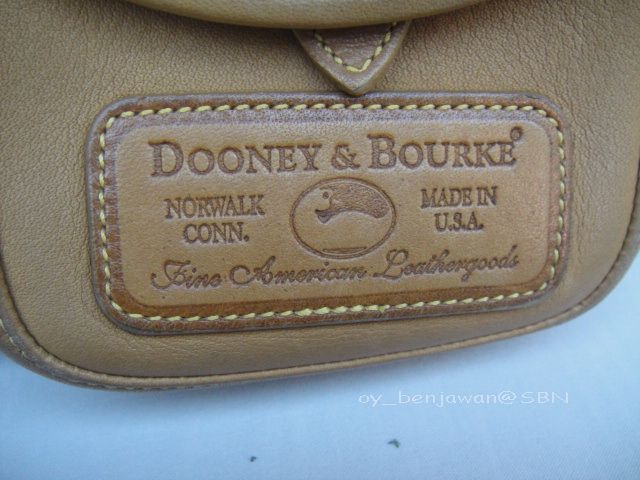 DOONEY & BOURKE®
NORWALK CONN.
MADE IN U.S.A.
Fine American Leathergoods
oy_benjawan@SBN